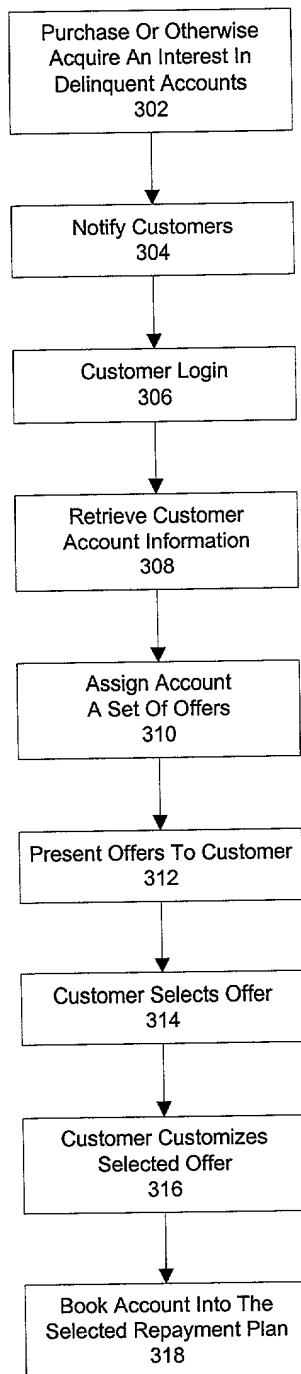 Purchase Or Otherwise
Acquire An Interest In
Delinquent Accounts
302
Notify Customers
304
Customer Login
306
Retrieve Customer
Account Information
308
Assign Account
A Set Of Offers
310
Present Offers To Customer
312
Customer Selects Offer
314
Customer Customizes
Selected Offer
316
Book Account Into The
Selected Repayment Plan
318